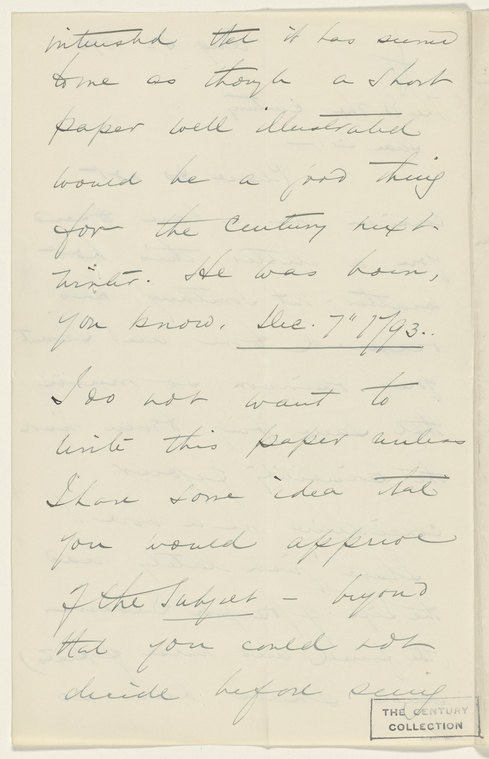 interested that it has seemed
to me as though a short
paper well illustrated
would be a good thing
for the Century next
winter. He was born,
you know, Dec. 7" 1793.
I do not want to
write this paper unless
I have some idea that
you would approve
of the Subject - beyond
that you could not
decide before seeing
THE CENTURY
COLLECTION